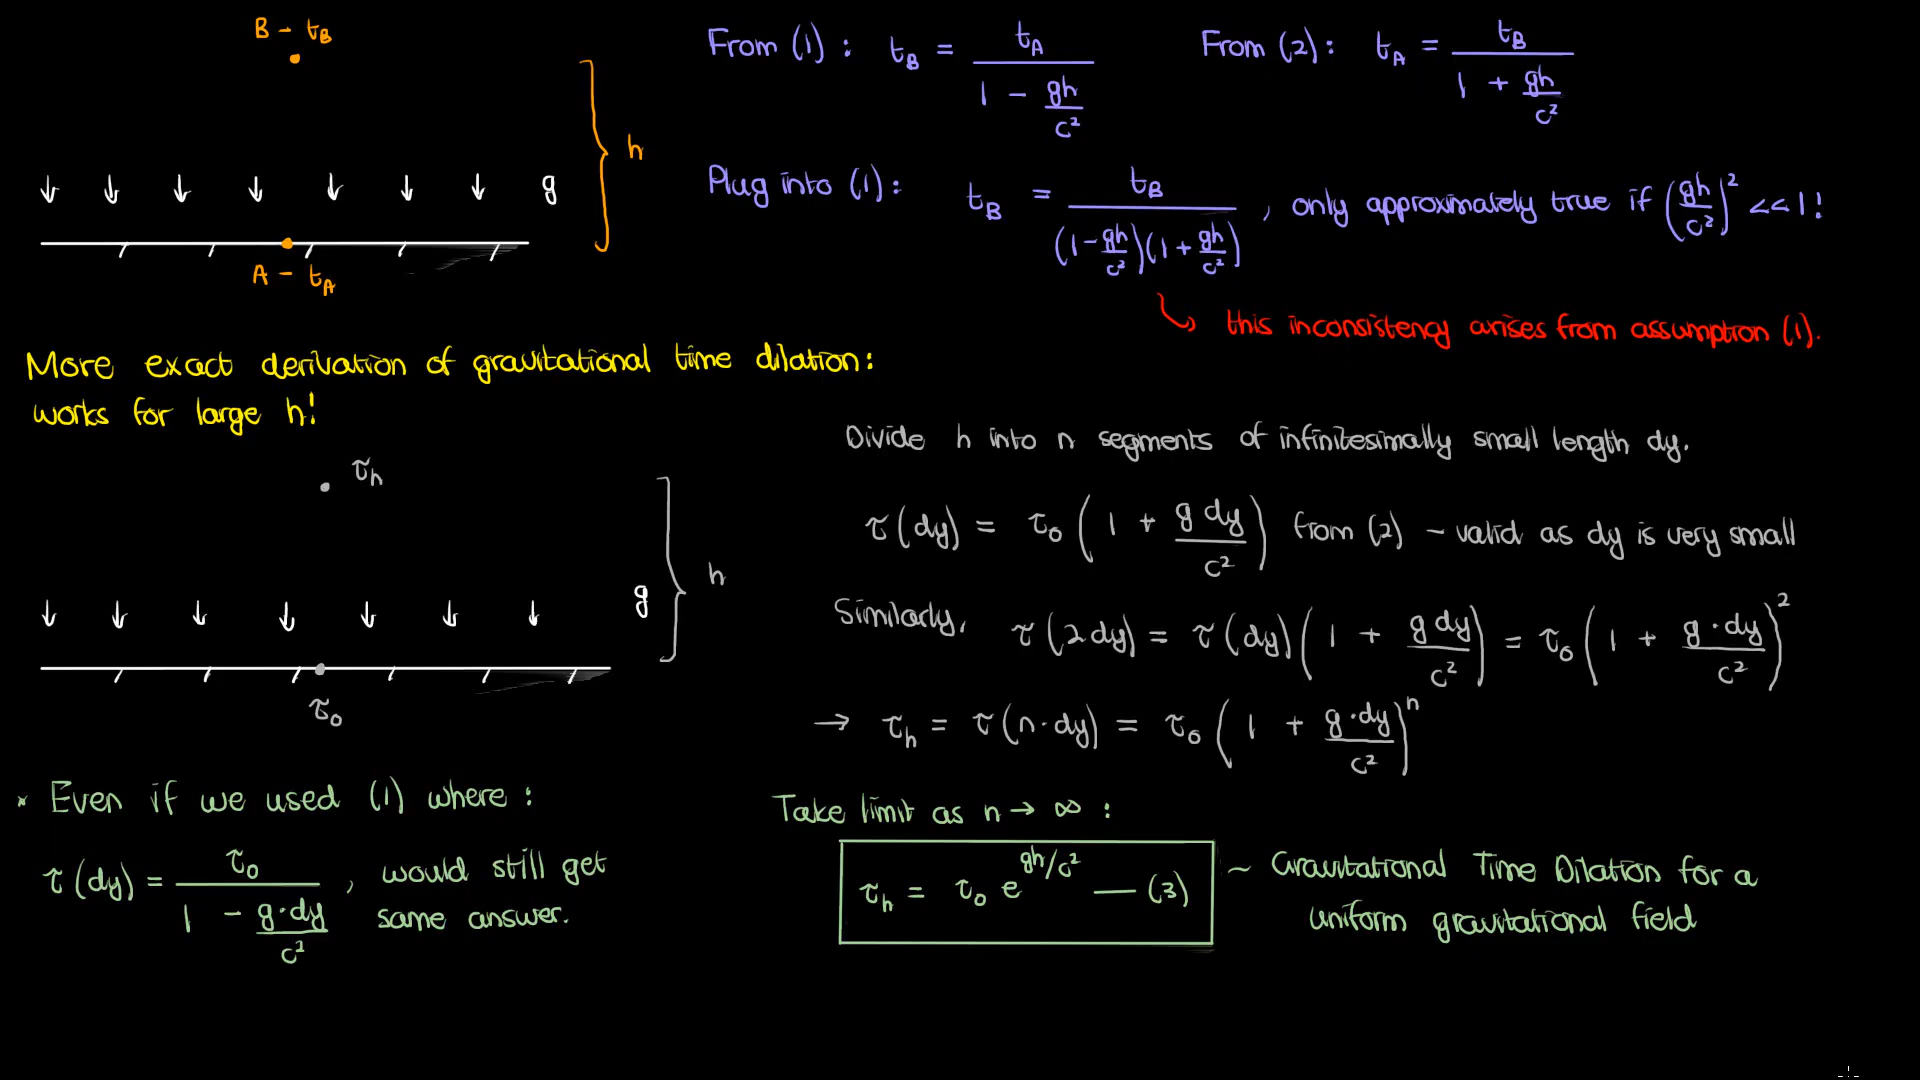 B - t_B
h
g
A - t_A
From (1) : t_B = t_A / (1 - gh/c²)
From (2) : t_A = t_B / (1 + gh/c²)
Plug into (1) : t_B = t_B / ((1 - gh/c²)(1 + gh/c²)) , only approximately true if (gh/c²)² << 1 !
↳ this inconsistency arises from assumption (1).
More exact derivation of gravitational time dilation:
works for large h!
τ_h
h
g
τ_0
Divide h into n segments of infinitesimally small length dy.
τ(dy) = τ_0 (1 + g dy/c²) from (2) - valid as dy is very small
Similarly, τ(2dy) = τ(dy)(1 + g dy/c²) = τ_0 (1 + g·dy/c²)²
→ τ_h = τ(n·dy) = τ_0 (1 + g·dy/c²)ⁿ
* Even if we used (1) where :
τ(dy) = τ_0 / (1 - g·dy/c²) , would still get
same answer.
Take limit as n → ∞ :
τ_h = τ_0 e^(gh/c²) — (3)
~ Gravitational Time Dilation for a
uniform gravitational field